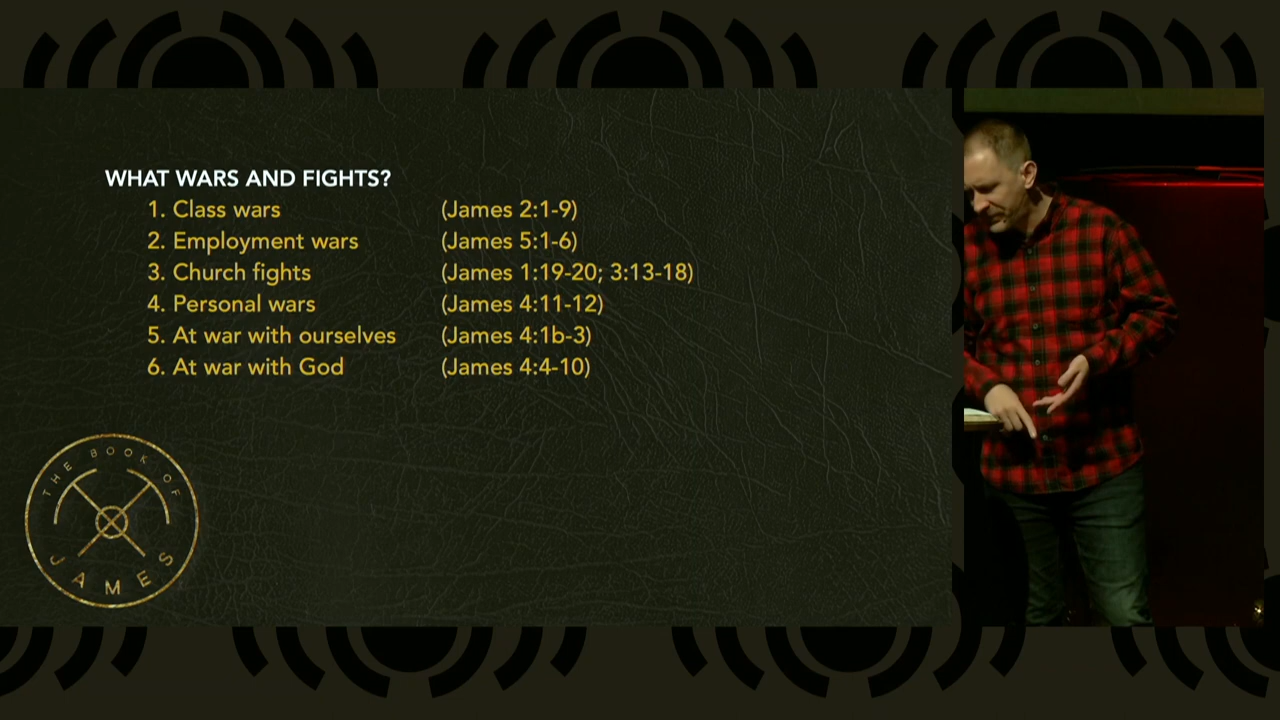 WHAT WARS AND FIGHTS?
1. Class wars (James 2:1-9)
2. Employment wars (James 5:1-6)
3. Church fights (James 1:19-20; 3:13-18)
4. Personal wars (James 4:11-12)
5. At war with ourselves (James 4:1b-3)
6. At war with God (James 4:4-10)
THE BOOK OF
JAMES